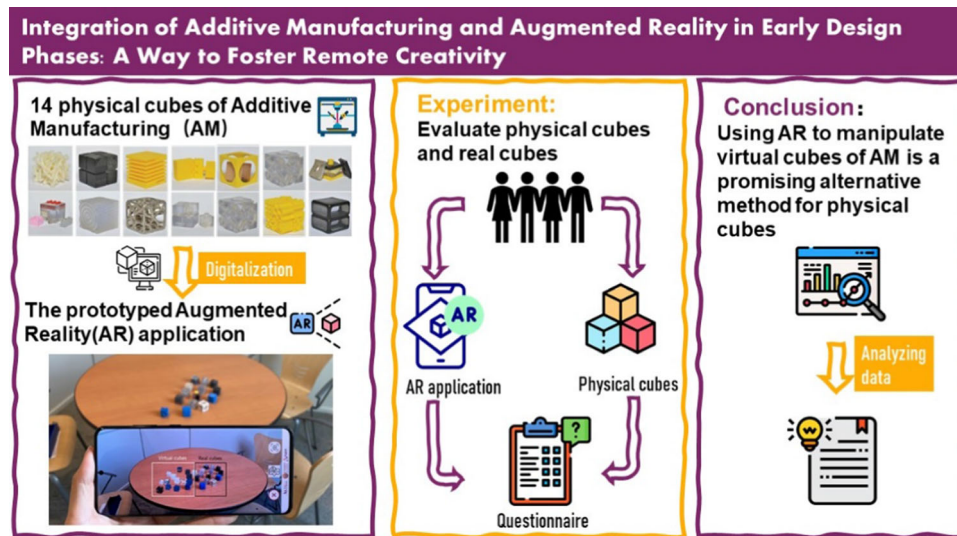 Integration of Additive Manufacturing and Augmented Reality in Early Design
Phases: A Way to Foster Remote Creativity
14 physical cubes of Additive
Manufacturing （AM）
Digitalization
The prototyped Augmented
Reality(AR) application
AR
Virtual cubes
Real cubes
Experiment:
Evaluate physical cubes
and real cubes
AR
AR application
Physical cubes
?
Questionnaire
Conclusion：
Using AR to manipulate
virtual cubes of AM is a
promising alternative
method for physical
cubes
Analyzing
data